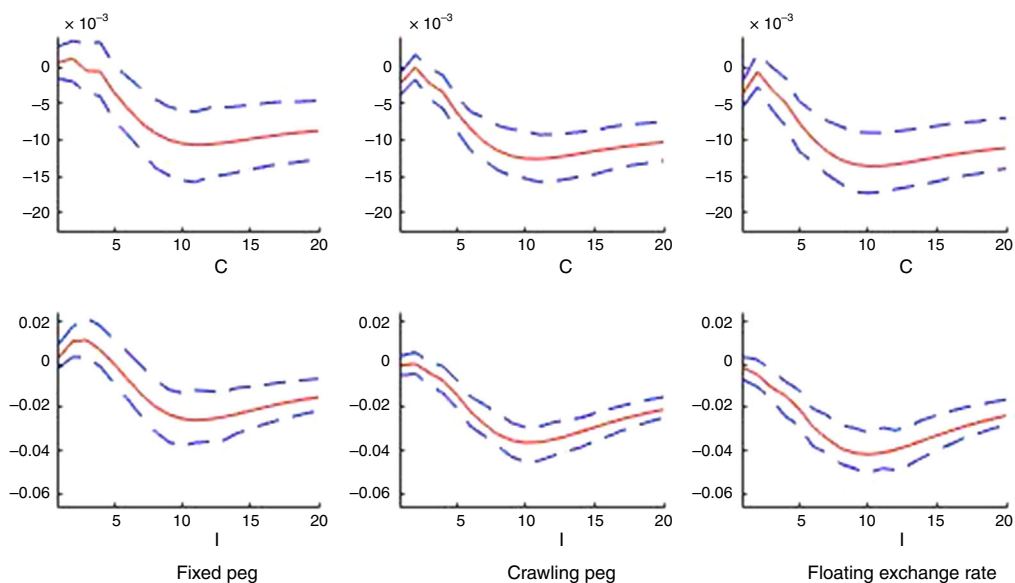 × 10⁻³ × 10⁻³ × 10⁻³
0 0 0
–5 –5 –5
–10 –10 –10
–15 –15 –15
–20 –20 –20
5 10 15 20 5 10 15 20 5 10 15 20
C C C
0.02 0.02 0.02
0 0 0
–0.02 –0.02 –0.02
–0.04 –0.04 –0.04
–0.06 –0.06 –0.06
5 10 15 20 5 10 15 20 5 10 15 20
I I I
Fixed peg Crawling peg Floating exchange rate